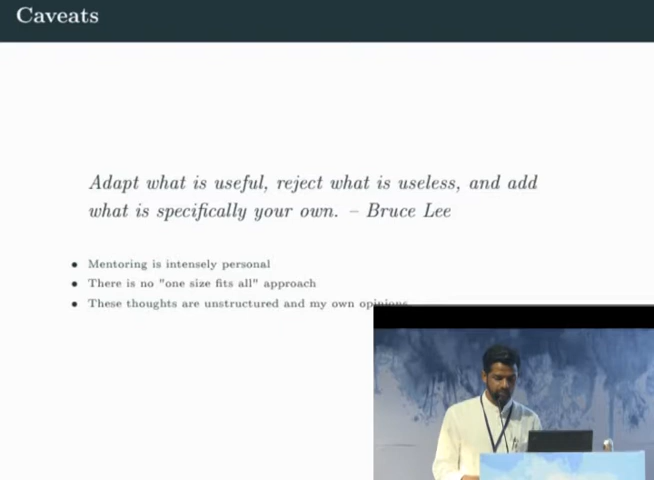 Caveats
Adapt what is useful, reject what is useless, and add
what is specifically your own. – Bruce Lee
• Mentoring is intensely personal
• There is no "one size fits all" approach
• These thoughts are unstructured and my own opinions